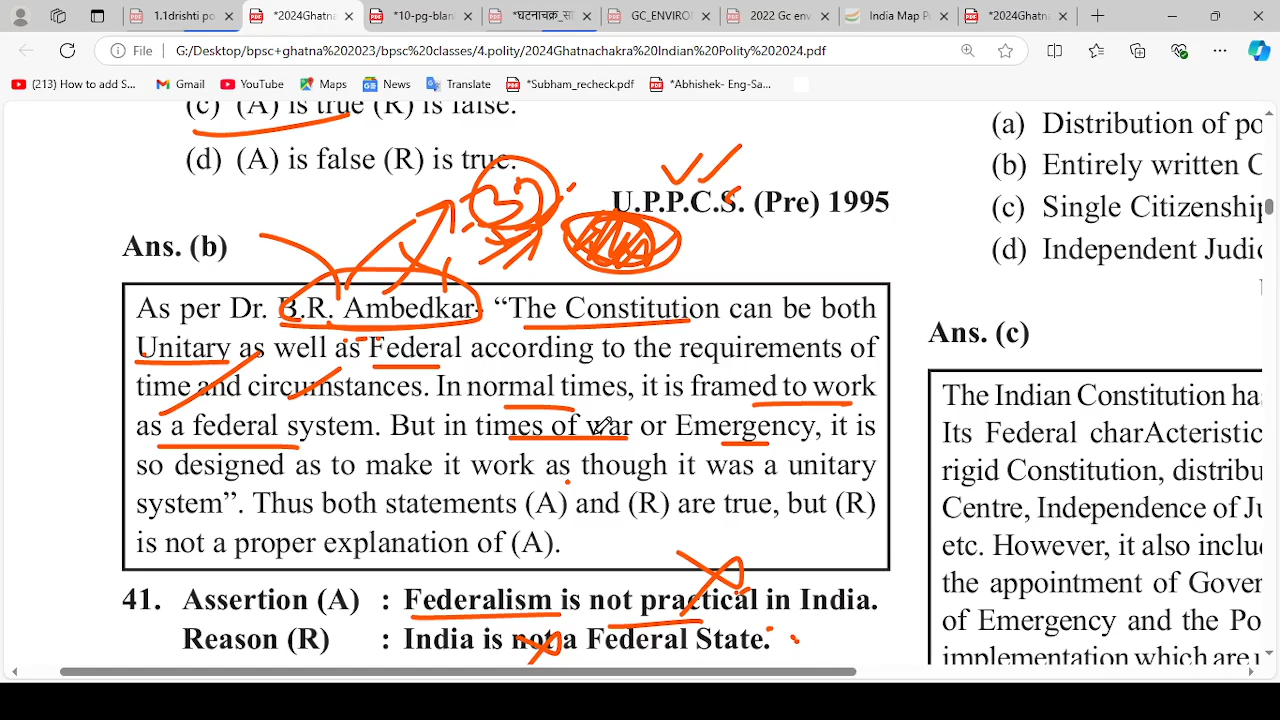 1.1drishti po
*2024Ghatna
*10-pg-blan
*घटनाचक्र_सा
GC_ENVIRO
2022 Gc env
India Map Po
*2024Ghatna
File
G:/Desktop/bpsc+ghatna%202023/bpsc%20classes/4.polity/2024Ghatnachakra%20Indian%20Polity%202024.pdf
(213) How to add S...
Gmail
YouTube
Maps
News
Translate
*Subham_recheck.pdf
*Abhishek- Eng-Sa...
(c) (A) is true (R) is false.
(d) (A) is false (R) is true.
U.P.P.C.S. (Pre) 1995
Ans. (b)
As per Dr. B.R. Ambedkar- “The Constitution can be both
Unitary as well as Federal according to the requirements of
time and circumstances. In normal times, it is framed to work
as a federal system. But in times of war or Emergency, it is
so designed as to make it work as though it was a unitary
system”. Thus both statements (A) and (R) are true, but (R)
is not a proper explanation of (A).
41. Assertion (A) : Federalism is not practical in India.
Reason (R) : India is not a Federal State.
(a) Distribution of po
(b) Entirely written C
(c) Single Citizenship
(d) Independent Judic
Ans. (c)
The Indian Constitution ha
Its Federal charActeristic
rigid Constitution, distribu
Centre, Independence of Ju
etc. However, it also inclu
the appointment of Gover
of Emergency and the Po
implementation which are u